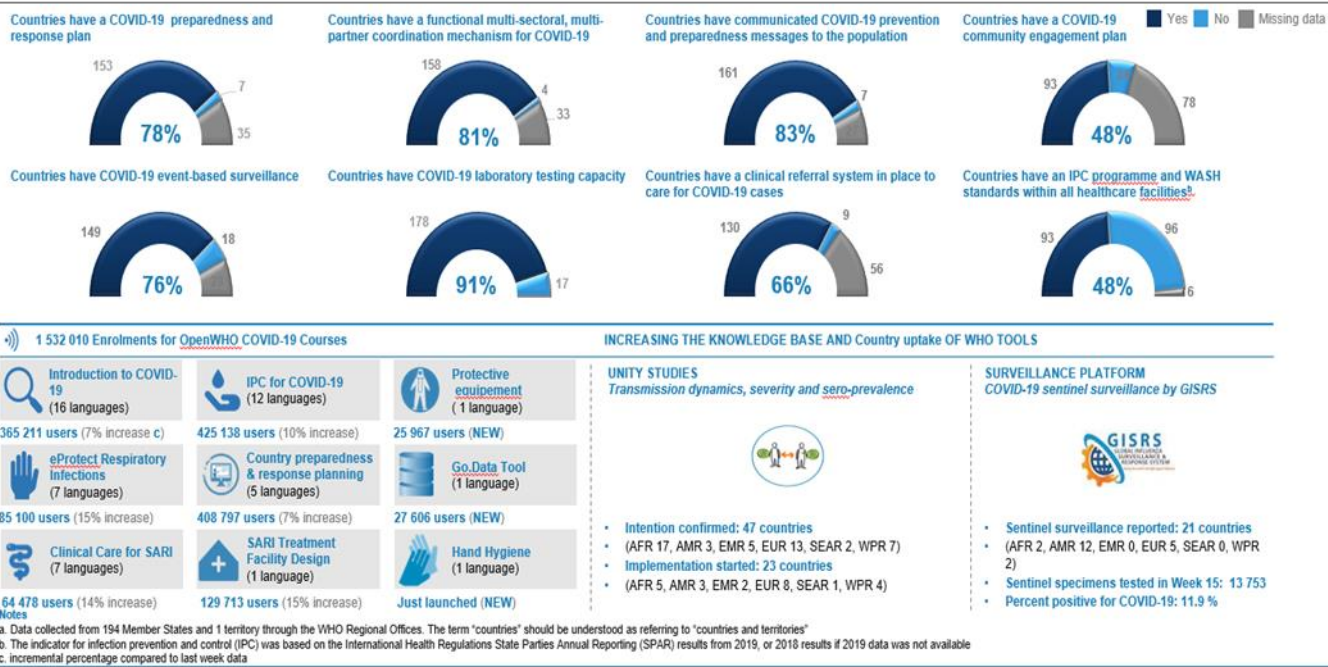 Countries have a COVID-19 preparedness and
response plan
153
7
35
78%
Countries have a functional multi-sectoral, multi-
partner coordination mechanism for COVID-19
158
4
33
81%
Countries have communicated COVID-19 prevention
and preparedness messages to the population
161
7
27
83%
Countries have a COVID-19
community engagement plan
Yes No Missing data
93
78
48%
Countries have COVID-19 event-based surveillance
149
18
76%
Countries have COVID-19 laboratory testing capacity
178
17
91%
Countries have a clinical referral system in place to
care for COVID-19 cases
130
9
56
66%
Countries have an IPC programme and WASH
standards within all healthcare facilitiesb.
93
96
6
48%
1 532 010 Enrolments for OpenWHO COVID-19 Courses
Introduction to COVID-
19
(16 languages)
365 211 users (7% increase c)
IPC for COVID-19
(12 languages)
425 138 users (10% increase)
Protective
equipement
( 1 language)
25 967 users (NEW)
eProtect Respiratory
Infections
(7 languages)
85 100 users (15% increase)
Country preparedness
& response planning
(5 languages)
408 797 users (7% increase)
Go.Data Tool
(1 language)
27 606 users (NEW)
Clinical Care for SARI
(7 languages)
64 478 users (14% increase)
SARI Treatment
Facility Design
(1 language)
129 713 users (15% increase)
Hand Hygiene
(1 language)
Just launched (NEW)
INCREASING THE KNOWLEDGE BASE AND Country uptake OF WHO TOOLS
UNITY STUDIES
Transmission dynamics, severity and sero-prevalence
• Intention confirmed: 47 countries
• (AFR 17, AMR 3, EMR 5, EUR 13, SEAR 2, WPR 7)
• Implementation started: 23 countries
• (AFR 5, AMR 3, EMR 2, EUR 8, SEAR 1, WPR 4)
SURVEILLANCE PLATFORM
COVID-19 sentinel surveillance by GISRS
GISRS
GLOBAL INFLUENZA
SURVEILLANCE &
RESPONSE SYSTEM
• Sentinel surveillance reported: 21 countries
• (AFR 2, AMR 12, EMR 0, EUR 5, SEAR 0, WPR
2)
• Sentinel specimens tested in Week 15: 13 753
• Percent positive for COVID-19: 11.9 %
Notes
a. Data collected from 194 Member States and 1 territory through the WHO Regional Offices. The term "countries" should be understood as referring to "countries and territories"
b. The indicator for infection prevention and control (IPC) was based on the International Health Regulations State Parties Annual Reporting (SPAR) results from 2019, or 2018 results if 2019 data was not available
c. incremental percentage compared to last week data